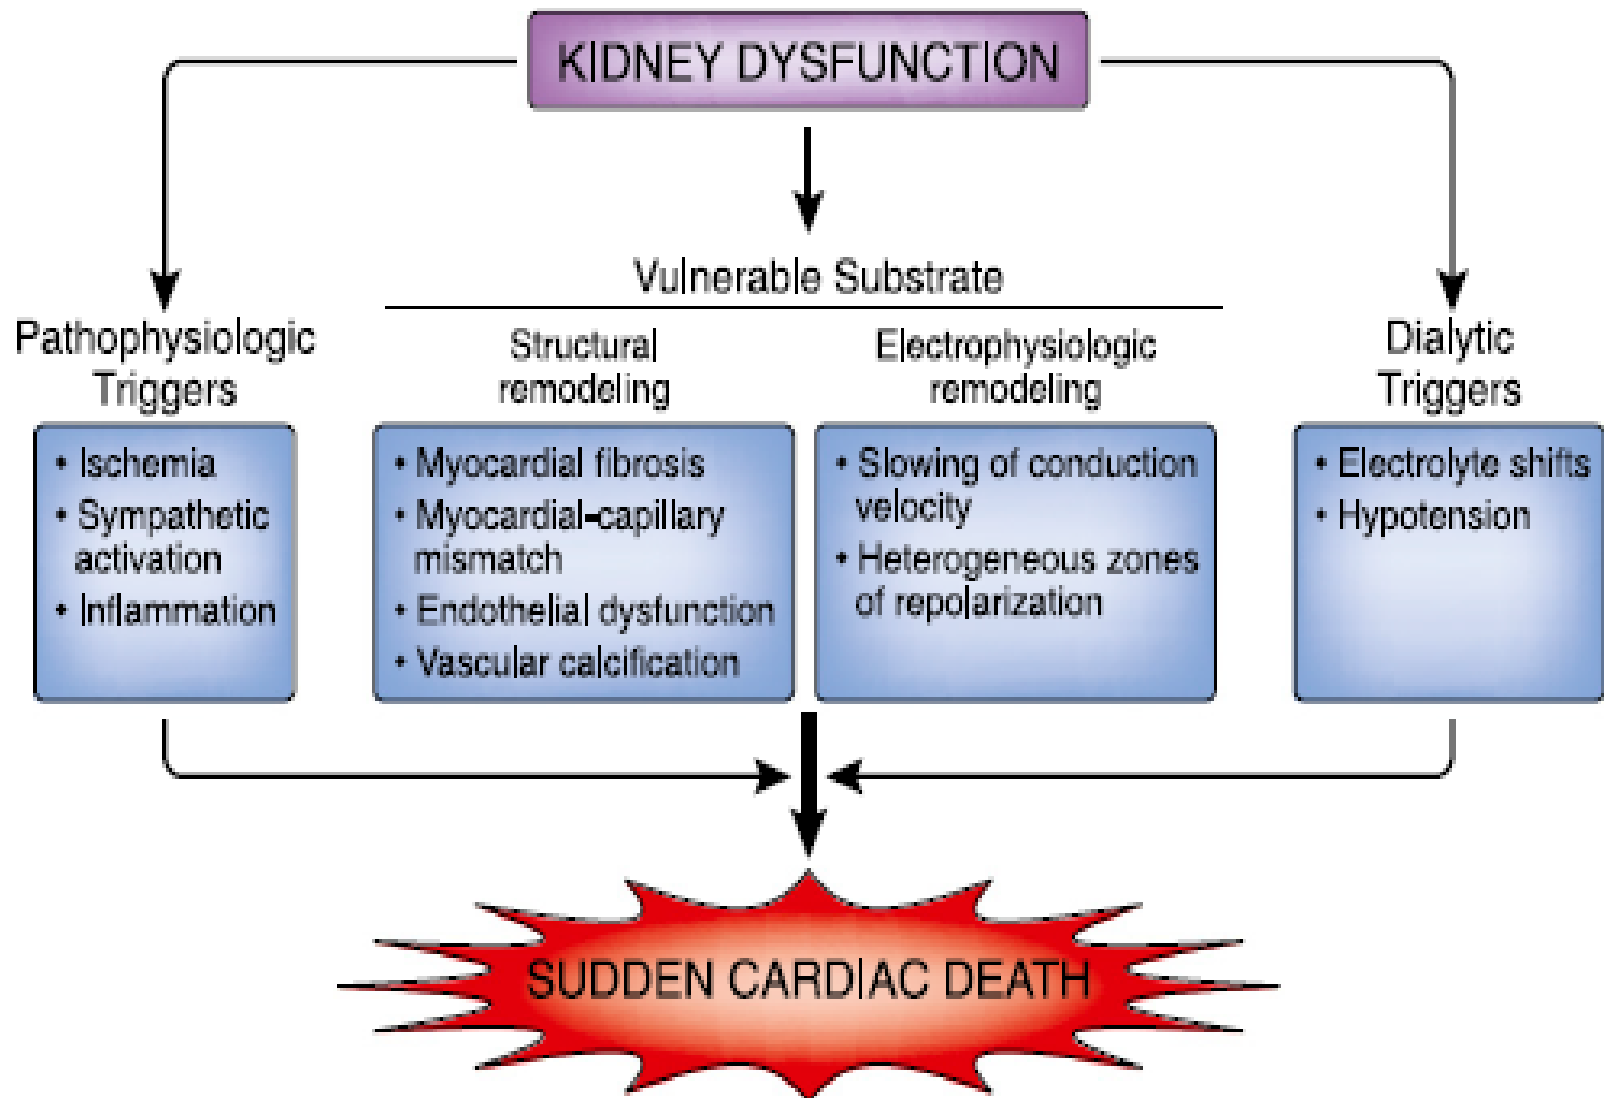 KIDNEY DYSFUNCTION
Vulnerable Substrate
Pathophysiologic
Triggers
• Ischemia
• Sympathetic
activation
• Inflammation
Structural
remodeling
• Myocardial fibrosis
• Myocardial-capillary
mismatch
• Endothelial dysfunction
• Vascular calcification
Electrophysiologic
remodeling
• Slowing of conduction
velocity
• Heterogeneous zones
of repolarization
Dialytic
Triggers
• Electrolyte shifts
• Hypotension
SUDDEN CARDIAC DEATH